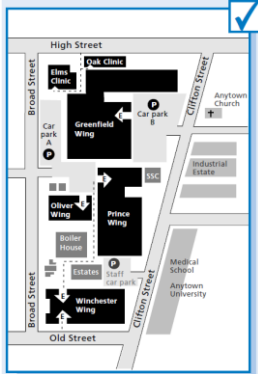 High Street
Oak Clinic
Elms
Clinic
Broad Street
Clifton Street
P
Car park
B
Anytown
Church
E
Greenfield
Wing
Car
park
A
P
Industrial
Estate
E
SSC
Oliver
Wing
E
Prince
Wing
Boiler
House
P
Staff
car park
Estates
Medical
School
Anytown
University
Broad Street
E
Winchester
Wing
E
Clifton Street
Old Street